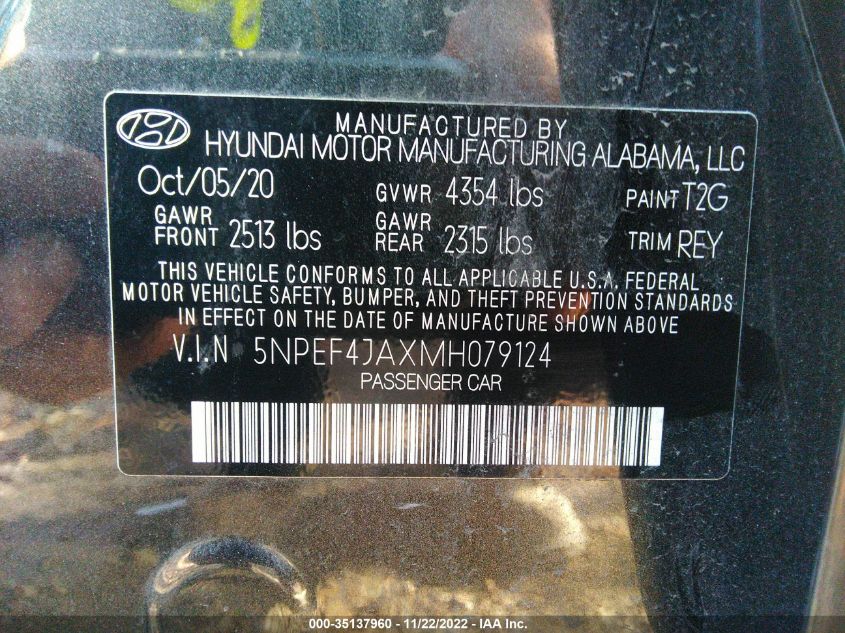 MANUFACTURED BY
HYUNDAI MOTOR MANUFACTURING ALABAMA, LLC
Oct/05/20 GVWR 4354 lbs PAINT T2G
GAWR FRONT 2513 lbs GAWR REAR 2315 lbs TRIM REY
THIS VEHICLE CONFORMS TO ALL APPLICABLE U.S.A. FEDERAL
MOTOR VEHICLE SAFETY, BUMPER, AND THEFT PREVENTION STANDARDS
IN EFFECT ON THE DATE OF MANUFACTURE SHOWN ABOVE
V.I.N 5NPEF4JAXMH079124
PASSENGER CAR
000-35137960 - 11/22/2022 - IAA Inc.